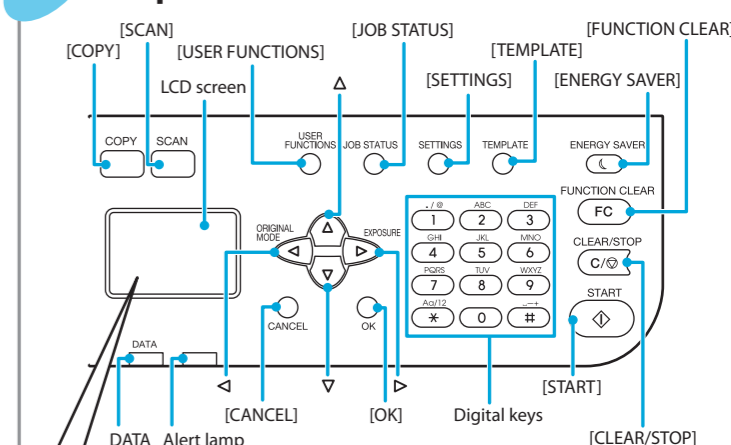 [SCAN]
[JOB STATUS]
[FUNCTION CLEAR]
[COPY]
[USER FUNCTIONS]
[TEMPLATE]
LCD screen
[SETTINGS]
[ENERGY SAVER]
COPY
SCAN
USER
FUNCTIONS
JOB STATUS
SETTINGS
TEMPLATE
ENERGY SAVER
FUNCTION CLEAR
FC
ORIGINAL
MODE
EXPOSURE
./@
1
ABC
2
DEF
3
GHI
4
JKL
5
MNO
6
PQRS
7
TUV
8
WXYZ
9
Aa/12
*
0
_—+
#
CLEAR/STOP
C/
START
CANCEL
OK
DATA
[START]
[CANCEL]
[OK]
Digital keys
[CLEAR/STOP]
DATA
Alert lamp